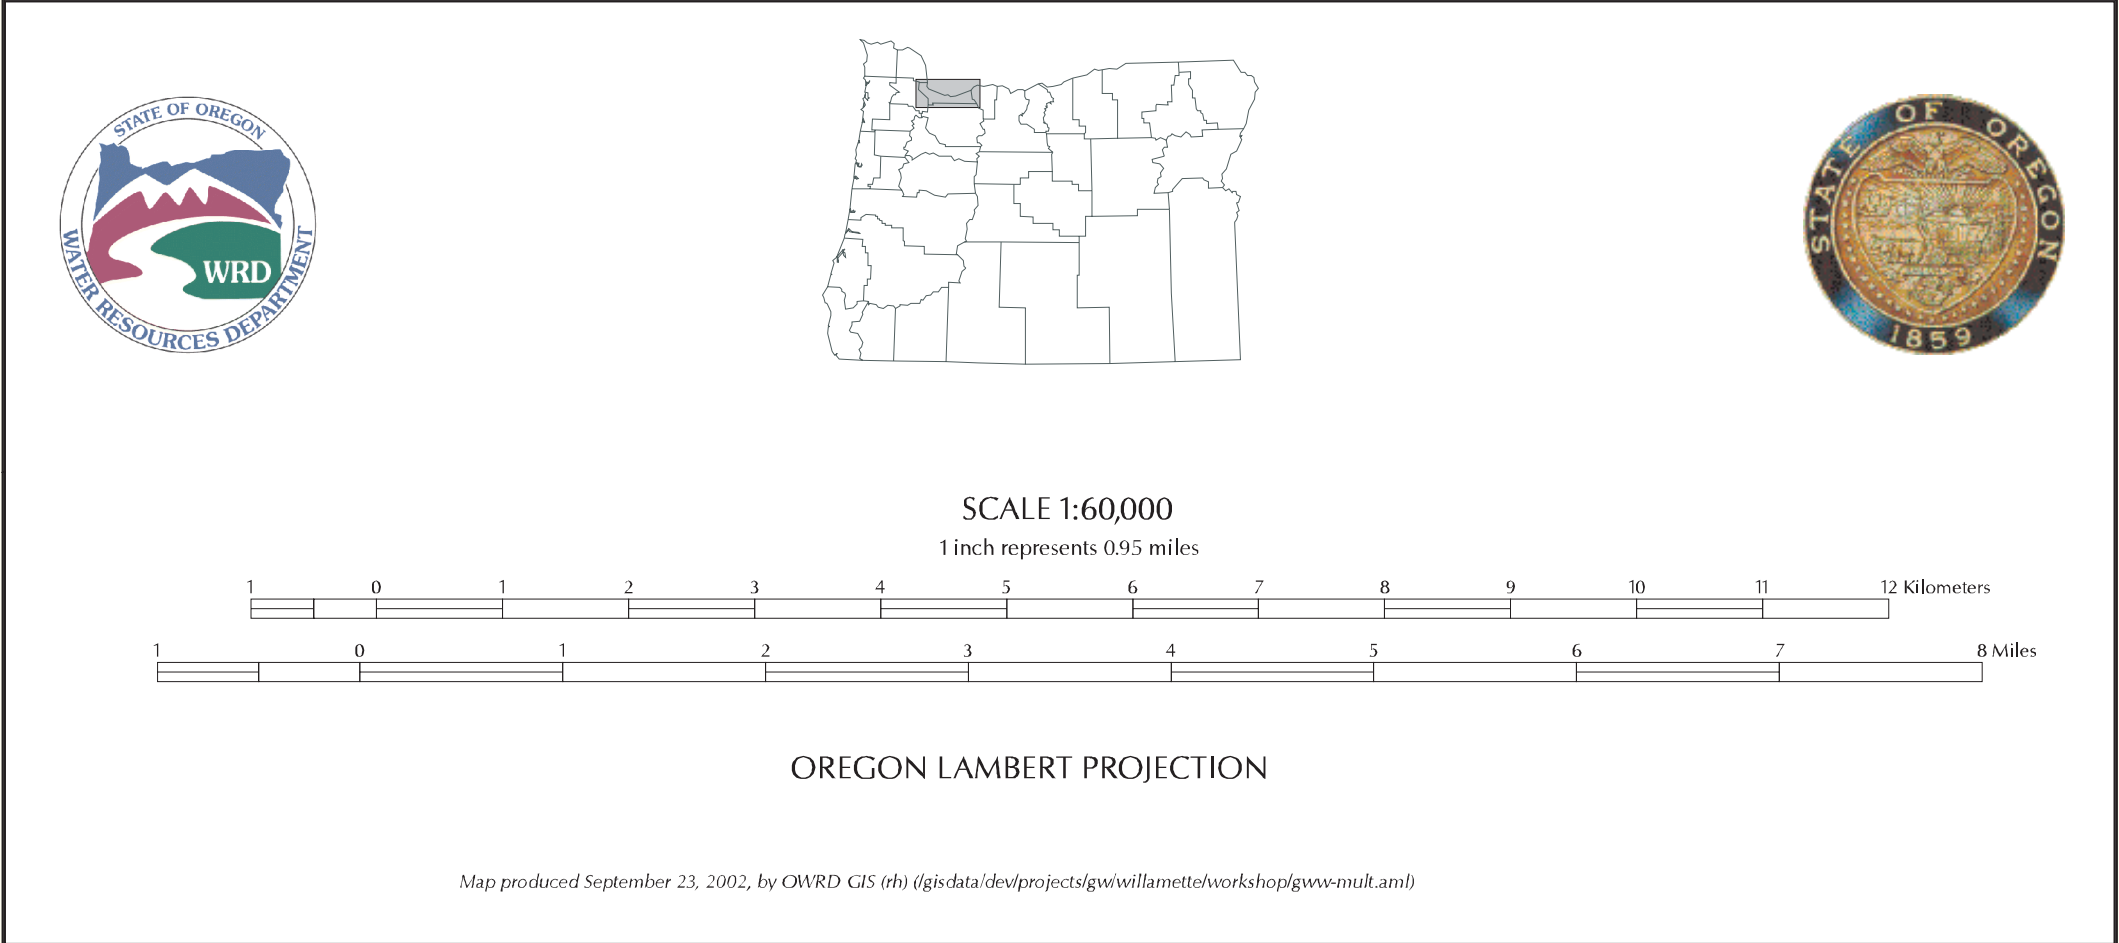 STATE OF OREGON
WATER RESOURCES DEPARTMENT
WRD
STATE OF OREGON
1859
SCALE 1:60,000
1 inch represents 0.95 miles
1 0 1 2 3 4 5 6 7 8 9 10 11 12 Kilometers
1 0 1 2 3 4 5 6 7 8 Miles
OREGON LAMBERT PROJECTION
Map produced September 23, 2002, by OWRD GIS (rh) (/gisdata/dev/projects/gw/willamette/workshop/gww-mult.aml)